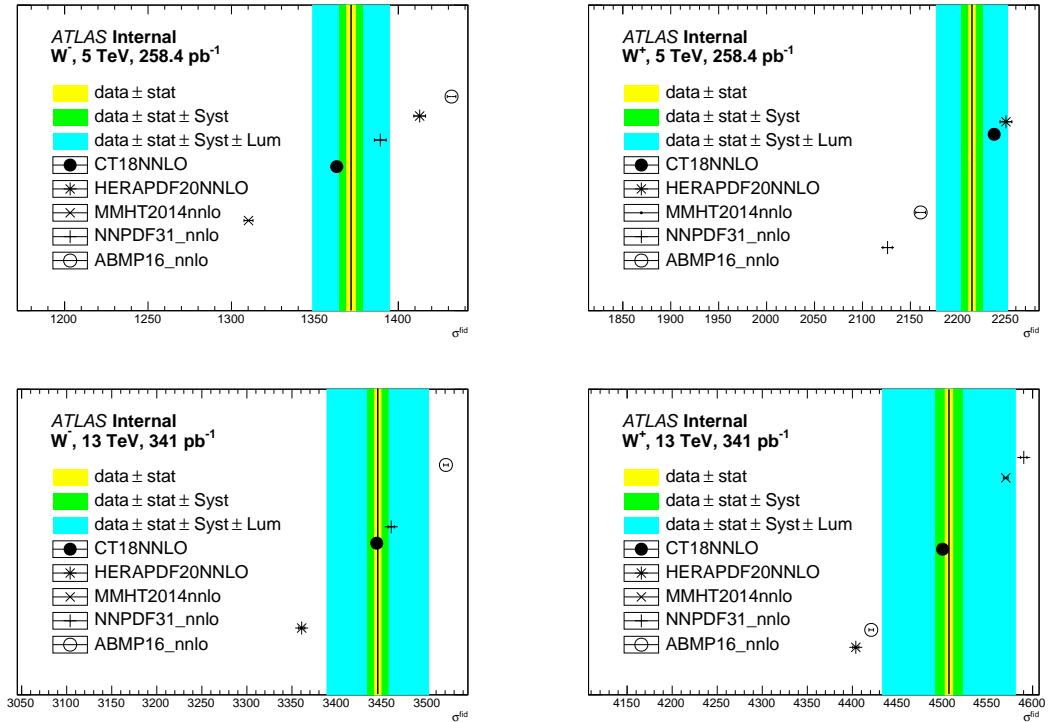 ATLAS Internal
W⁻, 5 TeV, 258.4 pb⁻¹
data ± stat
data ± stat ± Syst
data ± stat ± Syst ± Lum
CT18NNLO
HERAPDF20NNLO
MMHT2014nnlo
NNPDF31_nnlo
ABMP16_nnlo
1200 1300 1400
σ^fid
ATLAS Internal
W⁺, 5 TeV, 258.4 pb⁻¹
data ± stat
data ± stat ± Syst
data ± stat ± Syst ± Lum
CT18NNLO
HERAPDF20NNLO
MMHT2014nnlo
NNPDF31_nnlo
ABMP16_nnlo
1850 1900 1950 2000 2050 2100 2150 2200 2250
σ^fid
ATLAS Internal
W⁻, 13 TeV, 341 pb⁻¹
data ± stat
data ± stat ± Syst
data ± stat ± Syst ± Lum
CT18NNLO
HERAPDF20NNLO
MMHT2014nnlo
NNPDF31_nnlo
ABMP16_nnlo
3050 3100 3150 3200 3250 3300 3350 3400 3450 3500
σ^fid
ATLAS Internal
W⁺, 13 TeV, 341 pb⁻¹
data ± stat
data ± stat ± Syst
data ± stat ± Syst ± Lum
CT18NNLO
HERAPDF20NNLO
MMHT2014nnlo
NNPDF31_nnlo
ABMP16_nnlo
4150 4200 4250 4300 4350 4400 4450 4500 4550 4600
σ^fid